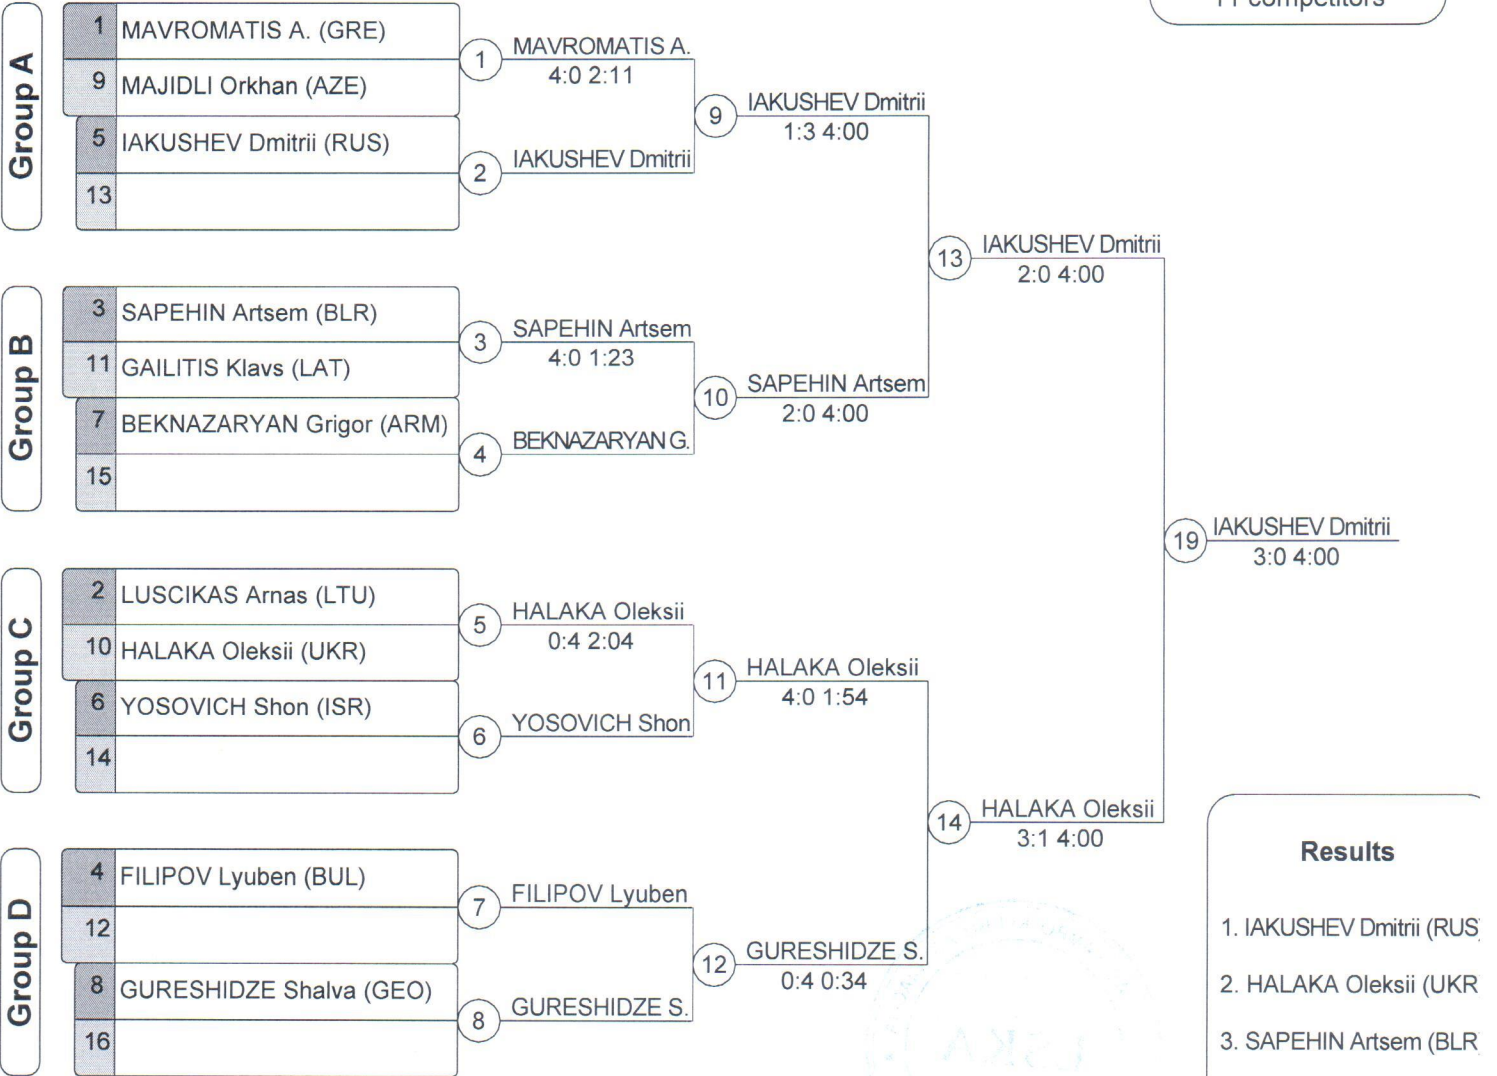 11 competitors
Group A
1 MAVROMATIS A. (GRE)
9 MAJIDLI Orkhan (AZE)
5 IAKUSHEV Dmitrii (RUS)
13
1 MAVROMATIS A.
4:0 2:11
2 IAKUSHEV Dmitrii
9 IAKUSHEV Dmitrii
1:3 4:00
13 IAKUSHEV Dmitrii
2:0 4:00
Group B
3 SAPEHIN Artsem (BLR)
11 GAILITIS Klavs (LAT)
7 BEKNAZARYAN Grigor (ARM)
15
3 SAPEHIN Artsem
4:0 1:23
4 BEKNAZARYAN G.
10 SAPEHIN Artsem
2:0 4:00
19 IAKUSHEV Dmitrii
3:0 4:00
Group C
2 LUSCIKAS Arnas (LTU)
10 HALAKA Oleksii (UKR)
6 YOSOVICH Shon (ISR)
14
5 HALAKA Oleksii
0:4 2:04
6 YOSOVICH Shon
11 HALAKA Oleksii
4:0 1:54
14 HALAKA Oleksii
3:1 4:00
Group D
4 FILIPOV Lyuben (BUL)
12
8 GURESHIDZE Shalva (GEO)
16
7 FILIPOV Lyuben
8 GURESHIDZE S.
12 GURESHIDZE S.
0:4 0:34
Results
1. IAKUSHEV Dmitrii (RUS)
2. HALAKA Oleksii (UKR
3. SAPEHIN Artsem (BLR